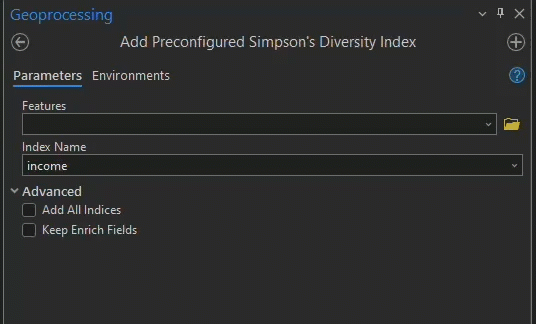 Geoprocessing
Add Preconfigured Simpson's Diversity Index
Parameters Environments
?
Features
Index Name
income
Advanced
Add All Indices
Keep Enrich Fields